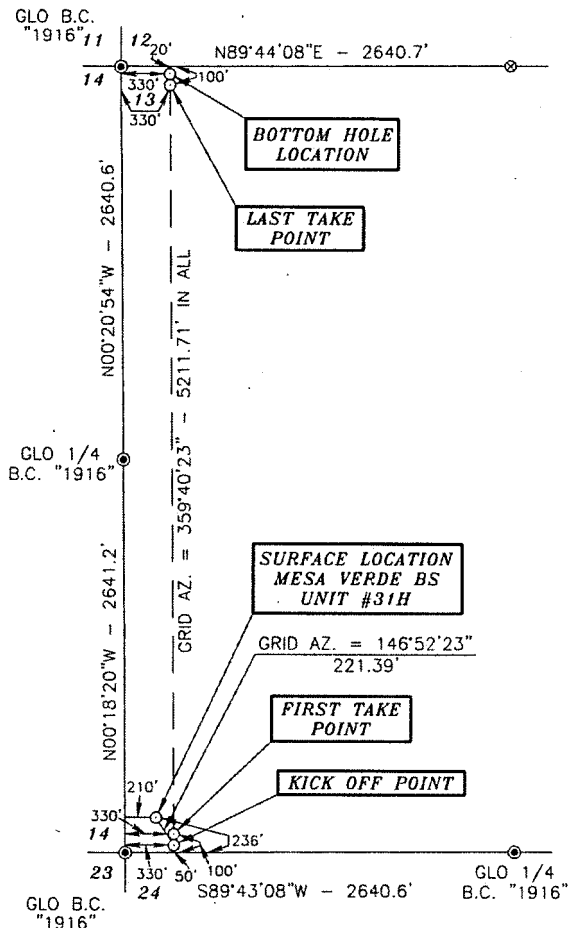 GLO B.C.
"1916"
11
12
20'
N89°44'08"E - 2640.7'
14
330'
100'
13
330'
BOTTOM HOLE
LOCATION
LAST TAKE
POINT
N00°20'54"W - 2640.6'
GRID AZ. = 359°40'23" - 5211.71' IN ALL
GLO 1/4
B.C. "1916"
N00°18'20"W - 2641.2'
SURFACE LOCATION
MESA VERDE BS
UNIT #31H
GRID AZ. = 146°52'23"
221.39'
FIRST TAKE
POINT
KICK OFF POINT
210'
330'
14
236'
23
330'
50'
100'
24
S89°43'08"W - 2640.6'
GLO 1/4
B.C. "1916"
GLO B.C.
"1916"